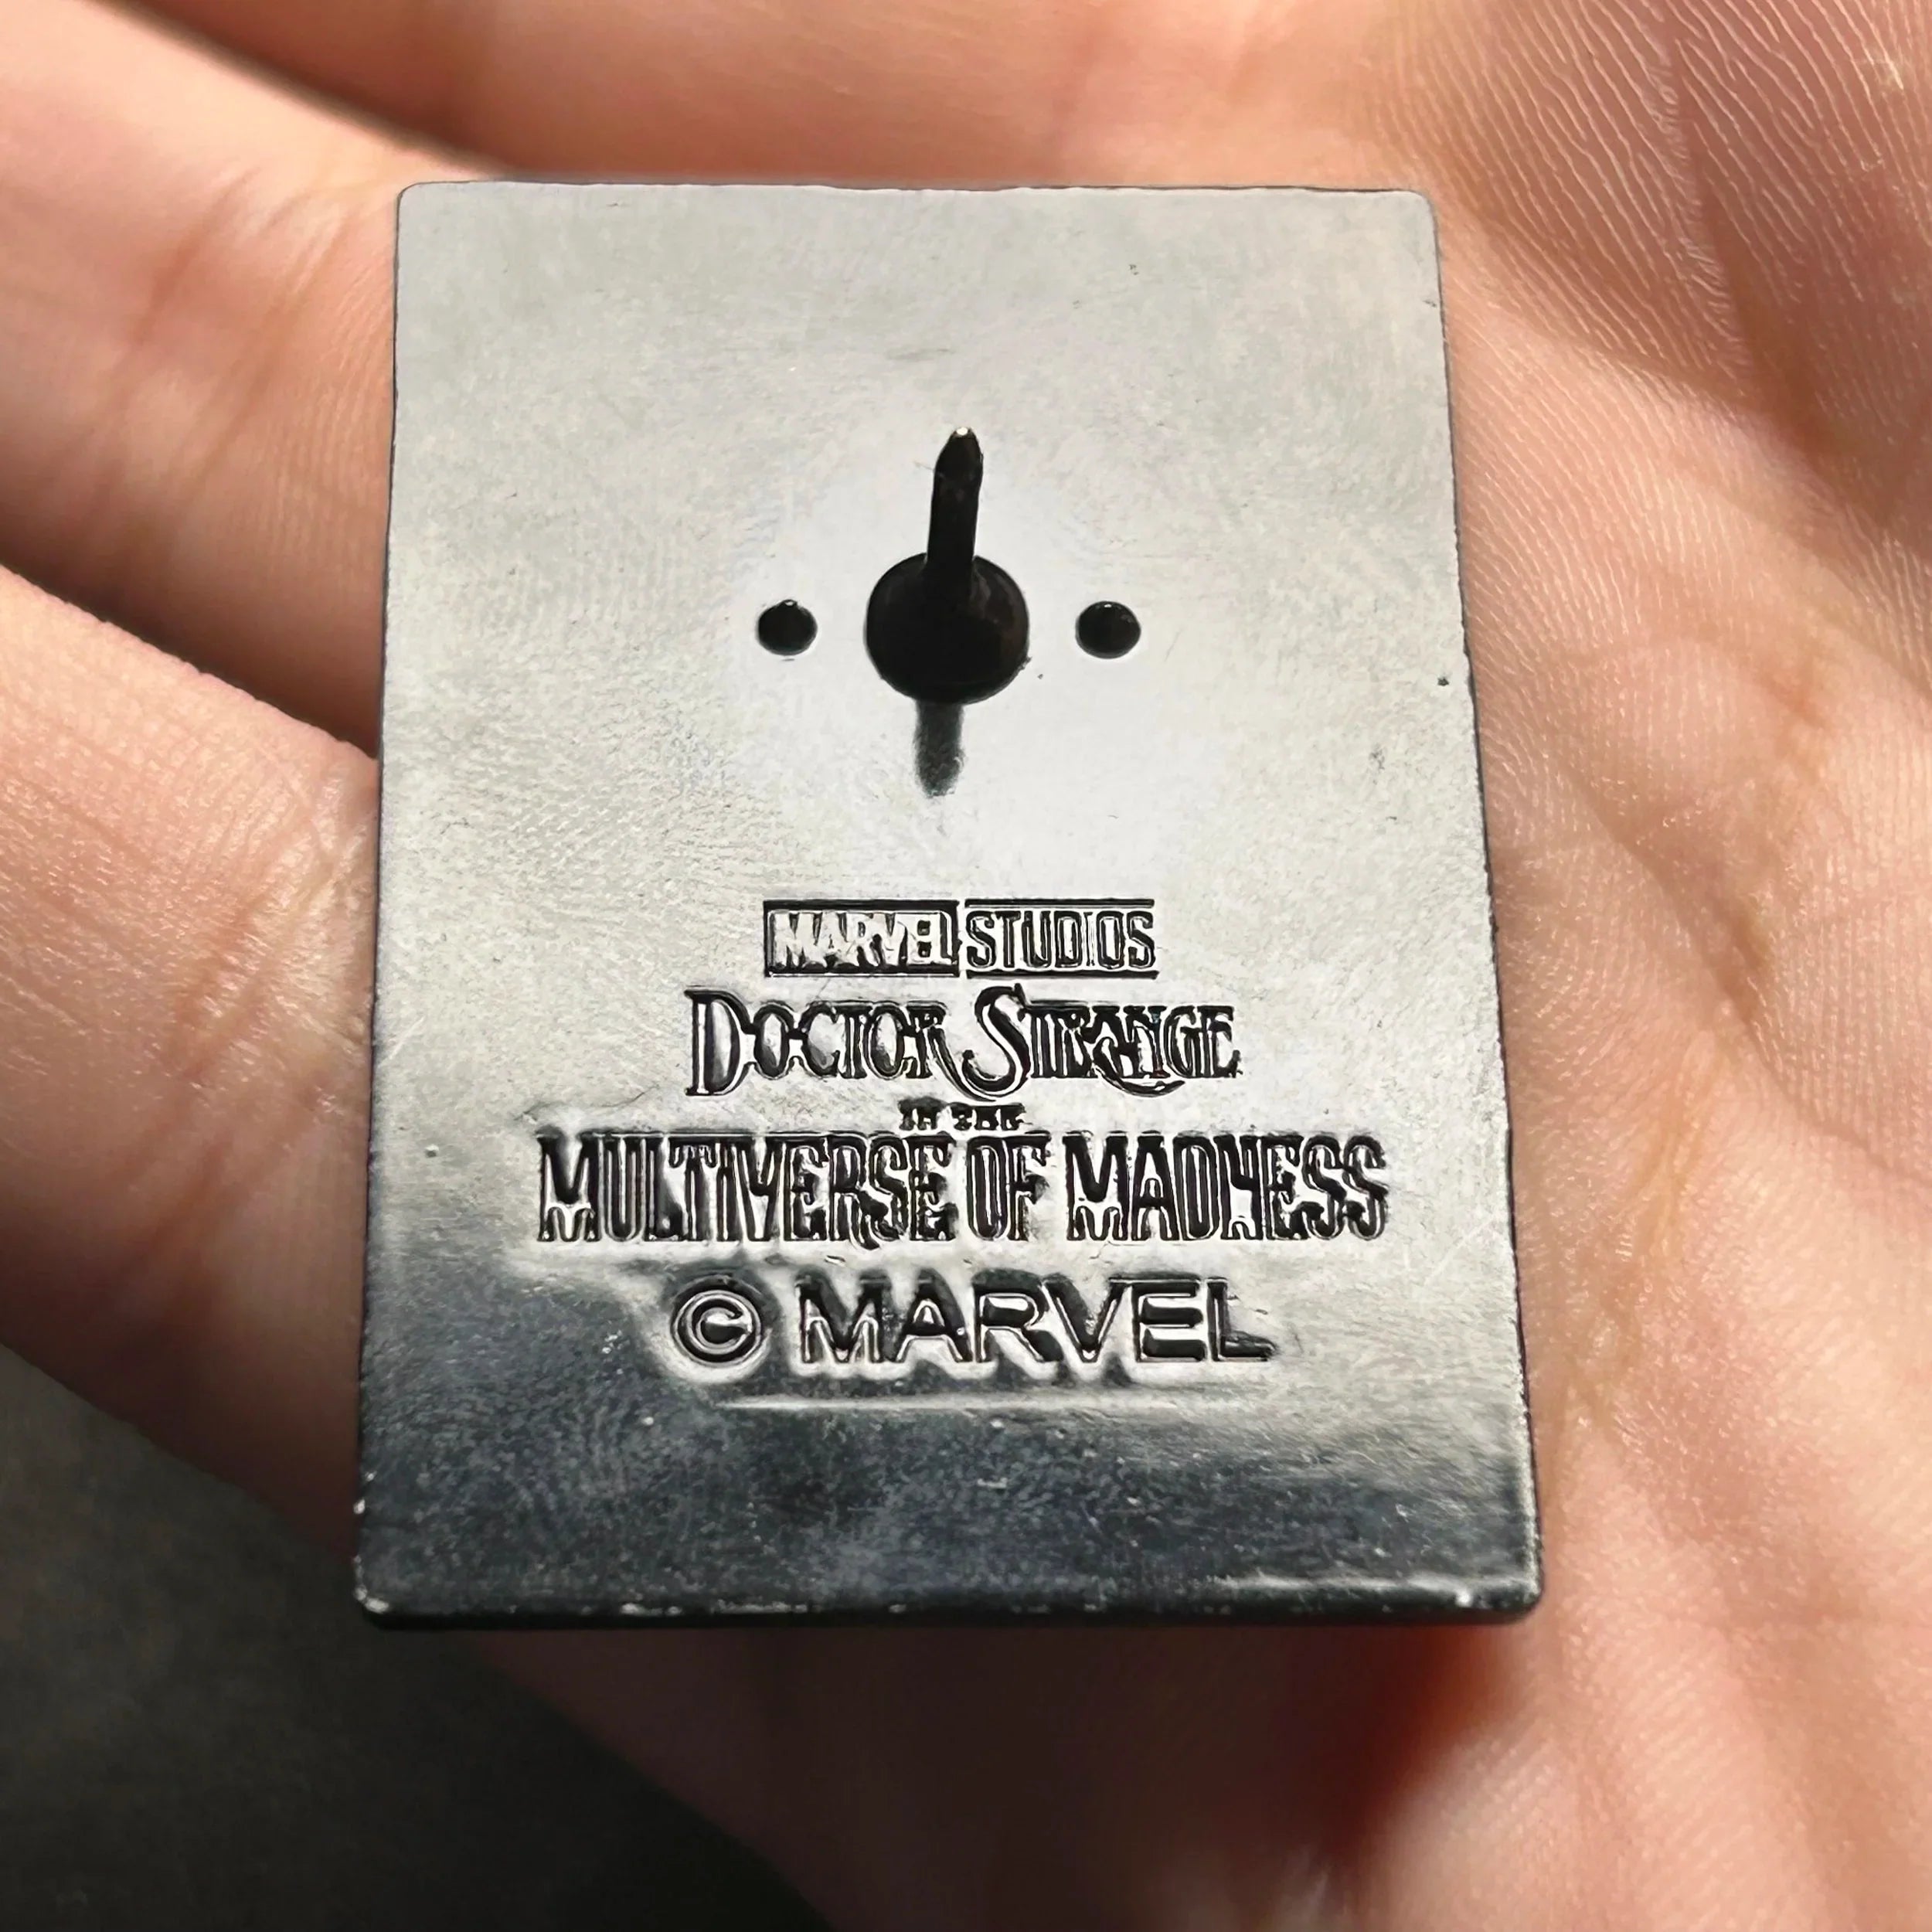 MARVEL STUDIOS
DOCTOR STRANGE
IN THE
MULTIVERSE OF MADNESS
© MARVEL